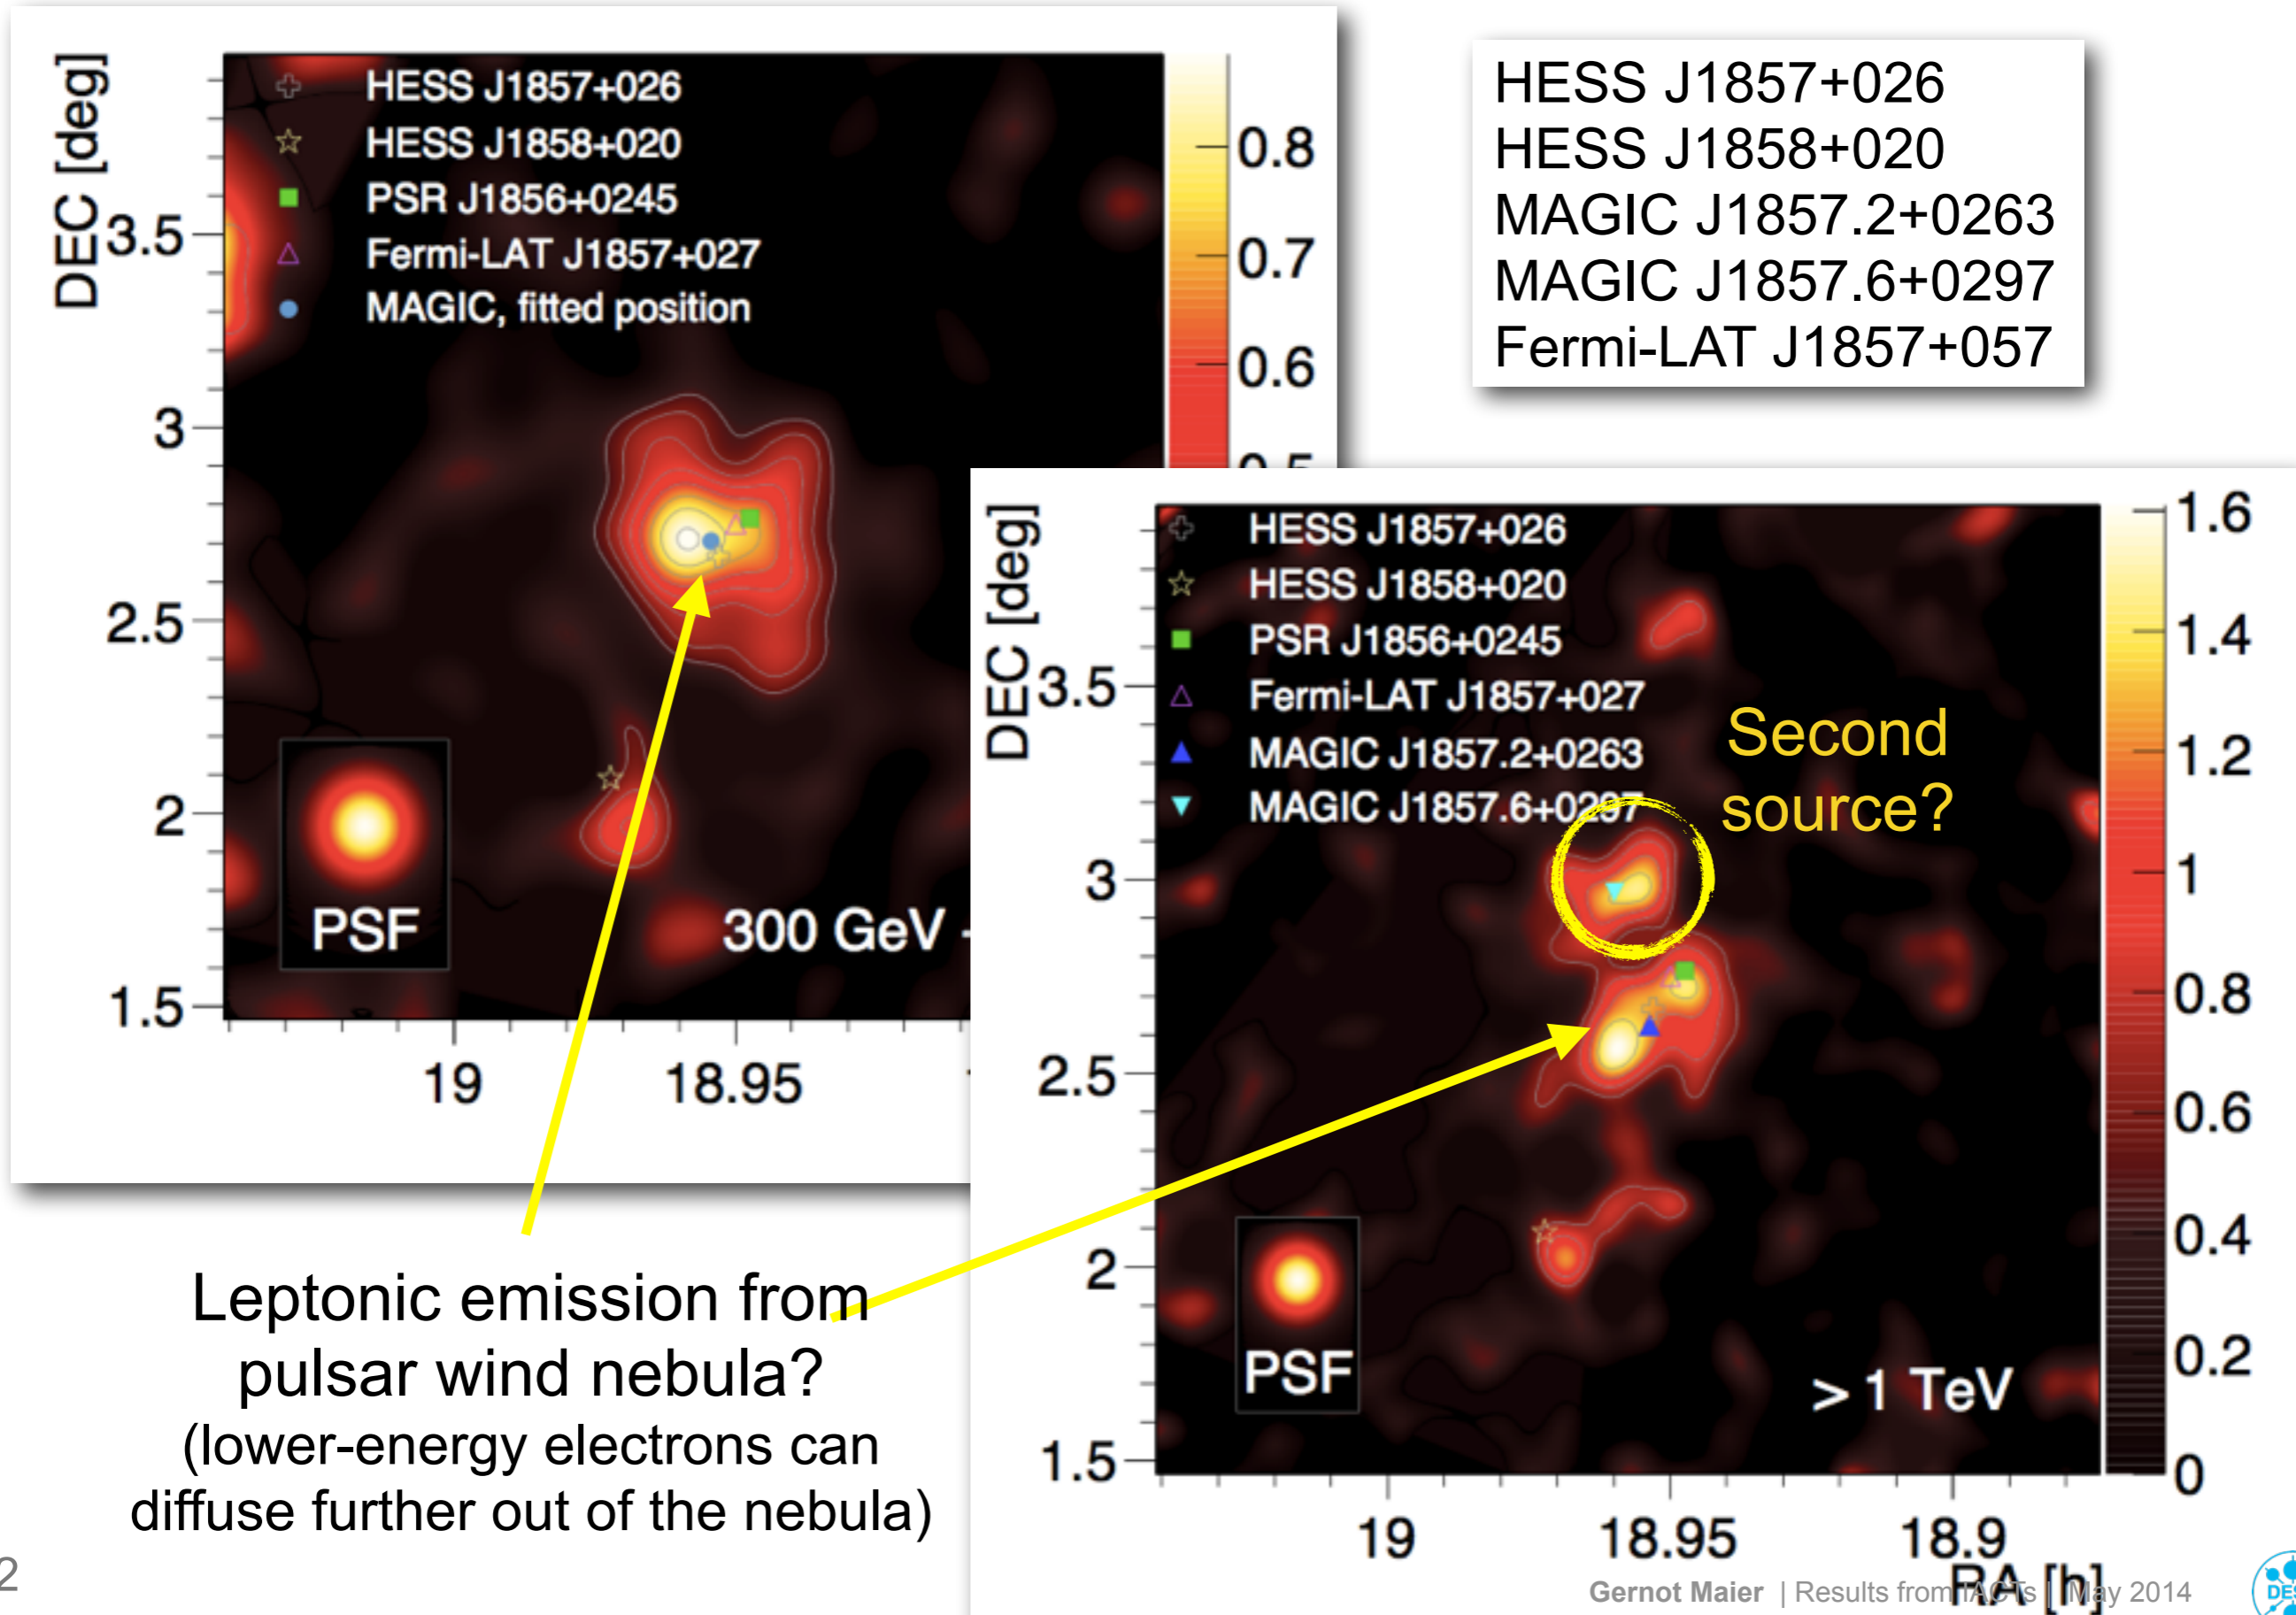 DEC [deg]
HESS J1857+026
HESS J1858+020
PSR J1856+0245
Fermi-LAT J1857+027
MAGIC, fitted position
3.5
3
2.5
2
1.5
19
18.95
0.8
0.7
0.6
PSF
300 GeV -
HESS J1857+026
HESS J1858+020
MAGIC J1857.2+0263
MAGIC J1857.6+0297
Fermi-LAT J1857+057
DEC [deg]
HESS J1857+026
HESS J1858+020
PSR J1856+0245
Fermi-LAT J1857+027
MAGIC J1857.2+0263
MAGIC J1857.6+0297
Second
source?
3.5
3
2.5
2
1.5
PSF
> 1 TeV
1.6
1.4
1.2
1
0.8
0.6
0.4
0.2
0
19
18.95
18.9
RA [h]
Leptonic emission from
pulsar wind nebula?
(lower-energy electrons can
diffuse further out of the nebula)
2
Gernot Maier | Results from IACTs | May 2014